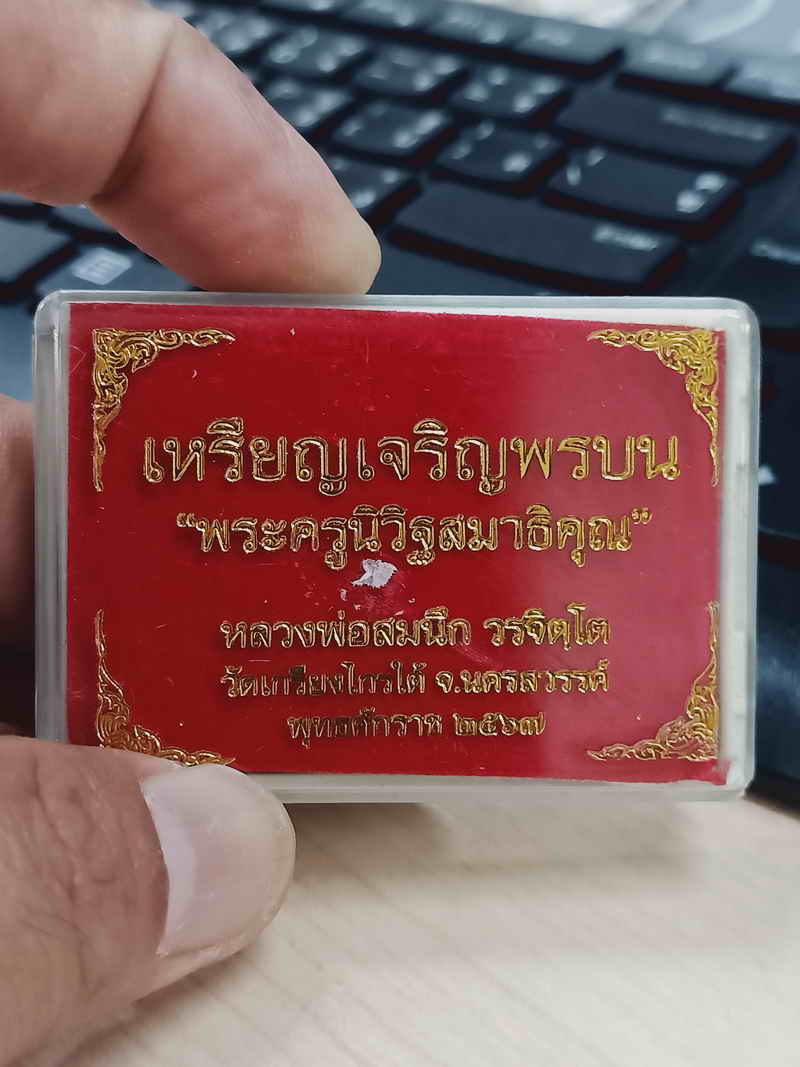 เหรียญเจริญพรบน
“พระครูนิวิฐสมาธิคุณ”
หลวงพ่อสมนึก วรจิตฺโต
วัดเกรียงไกรใต้ จ.นครสวรรค์
พุทธศักราช ๒๕๖๗